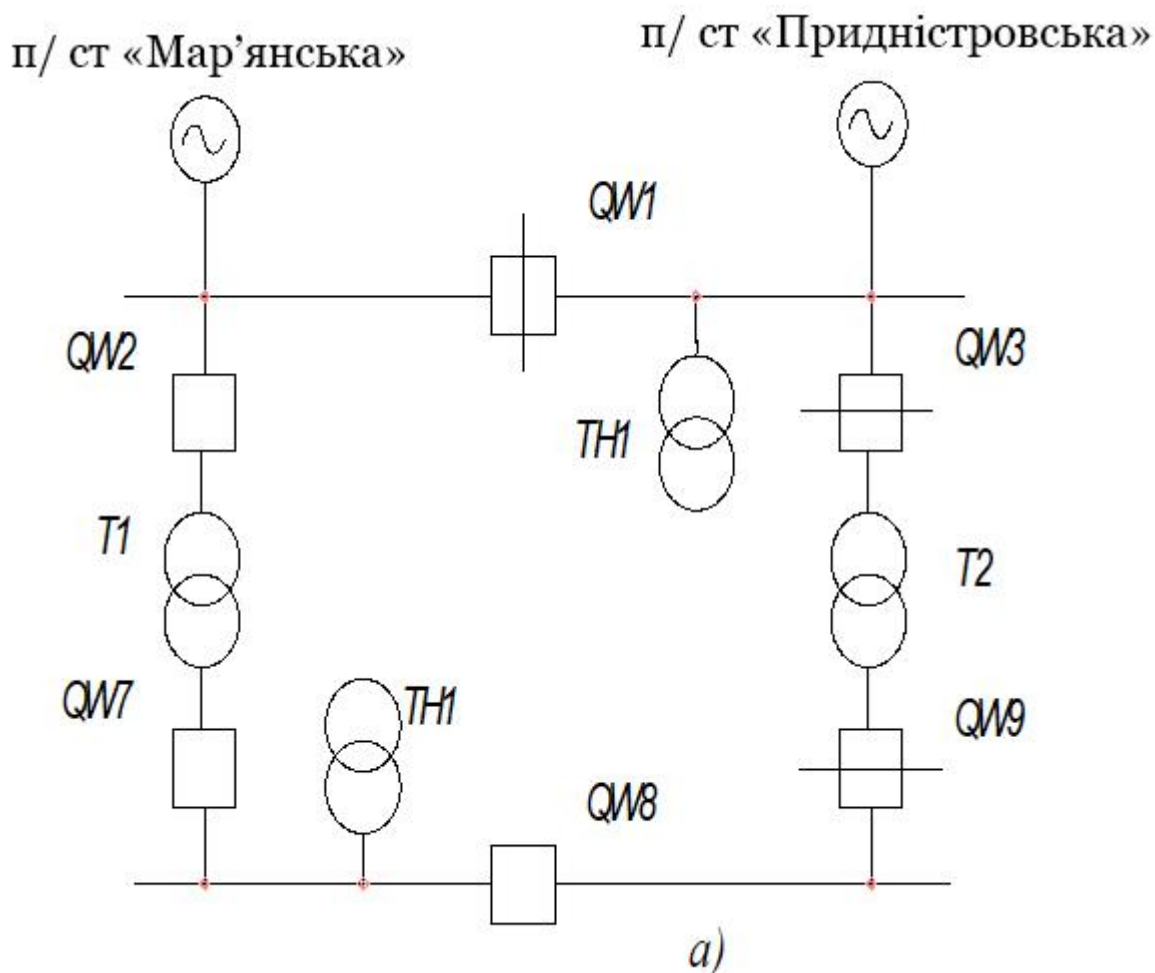 п/ ст «Мар’янська»
п/ ст «Придністровська»
QW1
QW2
QW3
TH1
T1
T2
QW7
TH1
QW9
QW8
а)